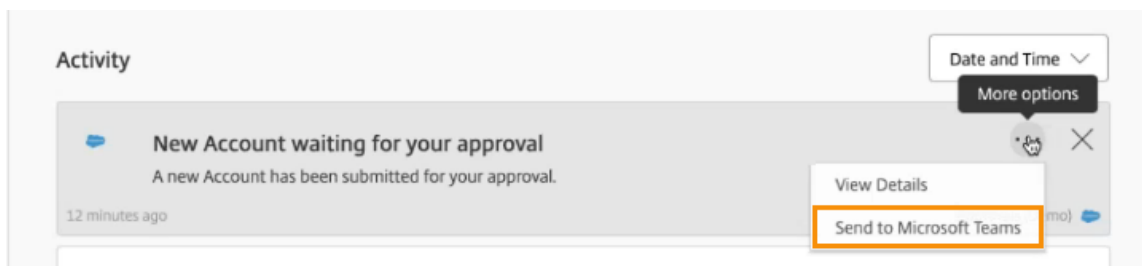 Activity
Date and Time
More options
New Account waiting for your approval
A new Account has been submitted for your approval.
View Details
12 minutes ago
Send to Microsoft Teams
mo)